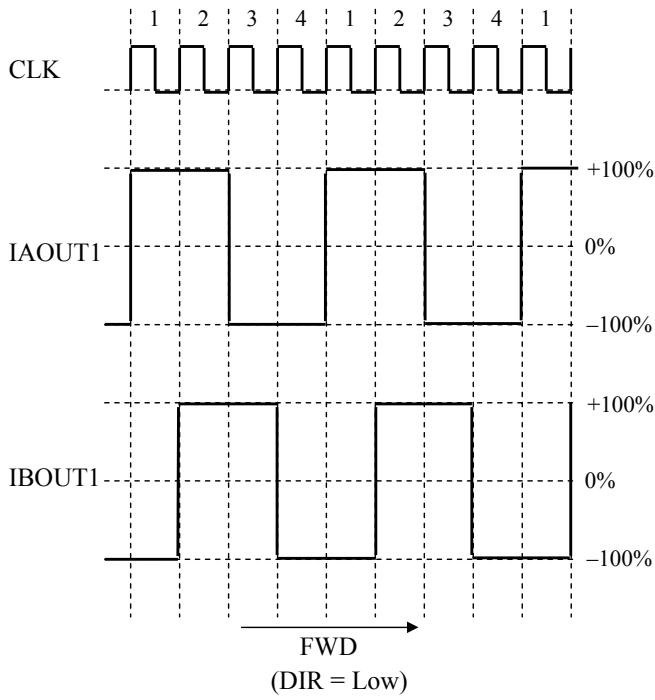 1 2 3 4 1 2 3 4 1
CLK
+100%
IAOUT1
0%
–100%
+100%
IBOUT1
0%
–100%
FWD
(DIR = Low)